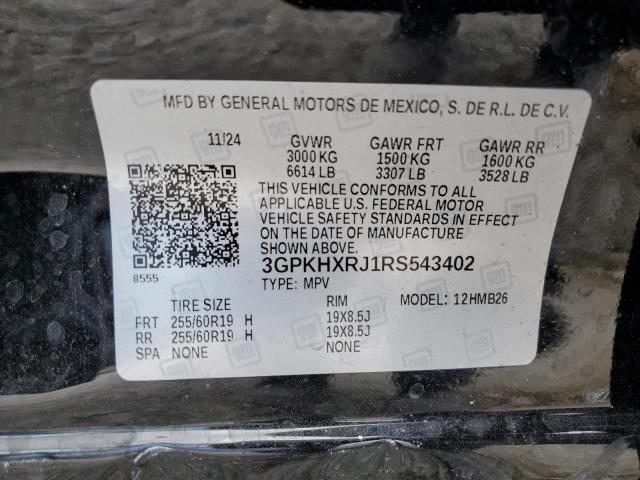 MFD BY GENERAL MOTORS DE MEXICO, S. DE R.L. DE C.V.
11/24 GVWR GAWR FRT GAWR RR
3000 KG 1500 KG 1600 KG
6614 LB 3307 LB 3528 LB
THIS VEHICLE CONFORMS TO ALL
APPLICABLE U.S. FEDERAL MOTOR
VEHICLE SAFETY STANDARDS IN EFFECT
ON THE DATE OF MANUFACTURE
SHOWN ABOVE
8555
3GPKHXRJ1RS543402
TYPE: MPV MODEL: 12HMB26
TIRE SIZE RIM
FRT 255/60R19 H 19X8.5J
RR 255/60R19 H 19X8.5J
SPA NONE NONE